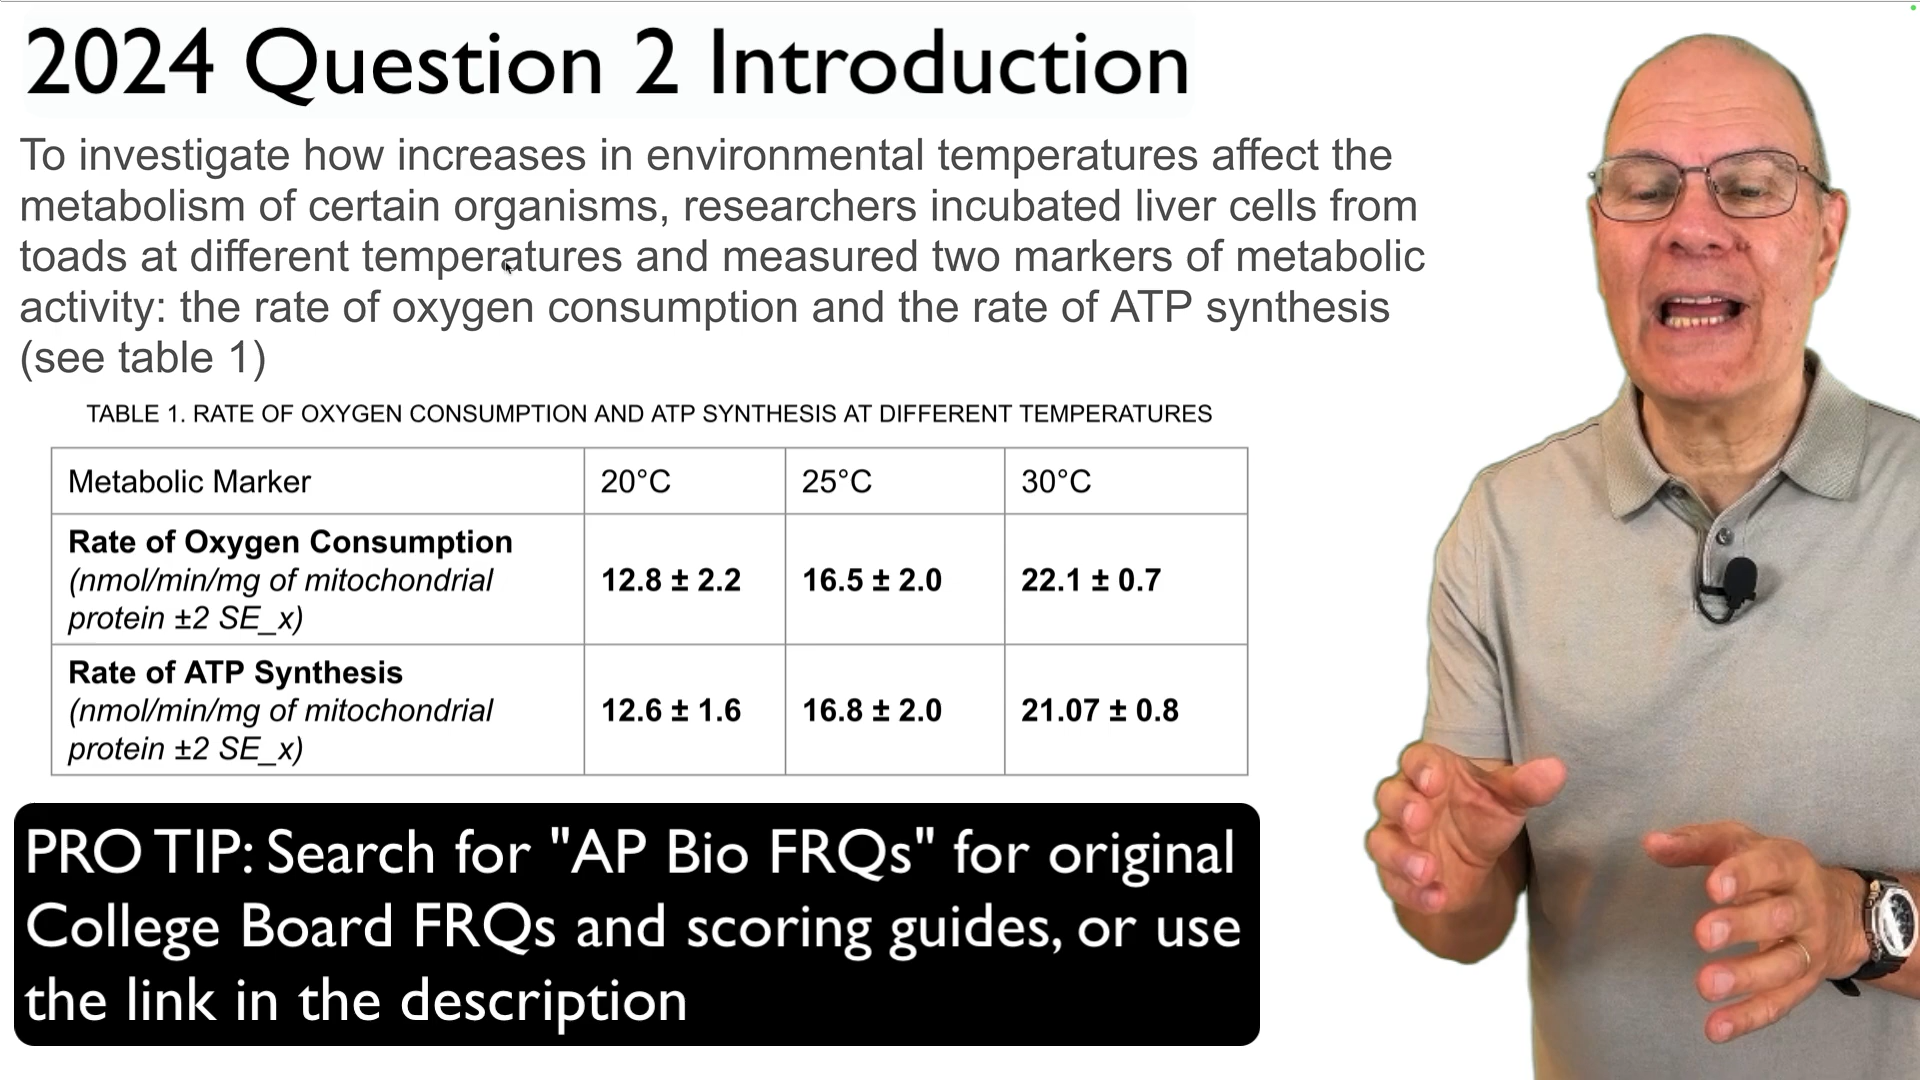 2024 Question 2 Introduction
To investigate how increases in environmental temperatures affect the
metabolism of certain organisms, researchers incubated liver cells from
toads at different temperatures and measured two markers of metabolic
activity: the rate of oxygen consumption and the rate of ATP synthesis
(see table 1)
TABLE 1. RATE OF OXYGEN CONSUMPTION AND ATP SYNTHESIS AT DIFFERENT TEMPERATURES
Metabolic Marker 20°C 25°C 30°C
Rate of Oxygen Consumption
(nmol/min/mg of mitochondrial 12.8 ± 2.2 16.5 ± 2.0 22.1 ± 0.7
protein ±2 SE_x)
Rate of ATP Synthesis
(nmol/min/mg of mitochondrial 12.6 ± 1.6 16.8 ± 2.0 21.07 ± 0.8
protein ±2 SE_x)
PRO TIP: Search for "AP Bio FRQs" for original
College Board FRQs and scoring guides, or use
the link in the description